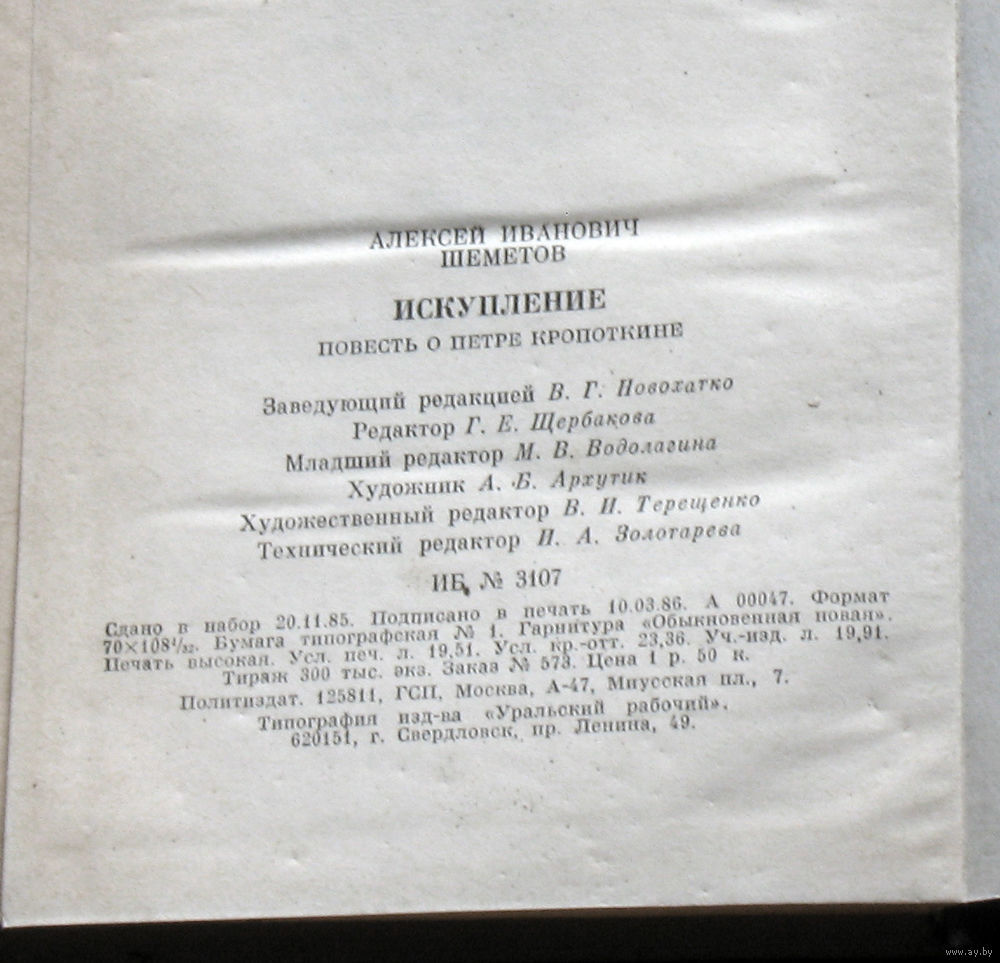 АЛЕКСЕЙ ИВАНОВИЧ
ШЕМЕТОВ
ИСКУПЛЕНИЕ
ПОВЕСТЬ О ПЕТРЕ КРОПОТКИНЕ
Заведующий редакцией В. Г. Новохатко
Редактор Г. Е. Щербакова
Младший редактор М. В. Водолагина
Художник А. Б. Архутик
Художественный редактор В. И. Терещенко
Технический редактор И. А. Золотарева
ИБ № 3107
Сдано в набор 20.11.85. Подписано в печать 10.03.86. А 00047. Формат
70×108¹/₃₂. Бумага типографская № 1. Гарнитура «Обыкновенная новая».
Печать высокая. Усл. печ. л. 19,51. Усл. кр.-отт. 23,36. Уч.-изд. л. 19,91.
Тираж 300 тыс. экз. Заказ № 573. Цена 1 р. 50 к.
Политиздат. 125811, ГСП, Москва, А-47, Миусская пл., 7.
Типография изд-ва «Уральский рабочий».
620151, г. Свердловск, пр. Ленина, 49.
www.ay.by